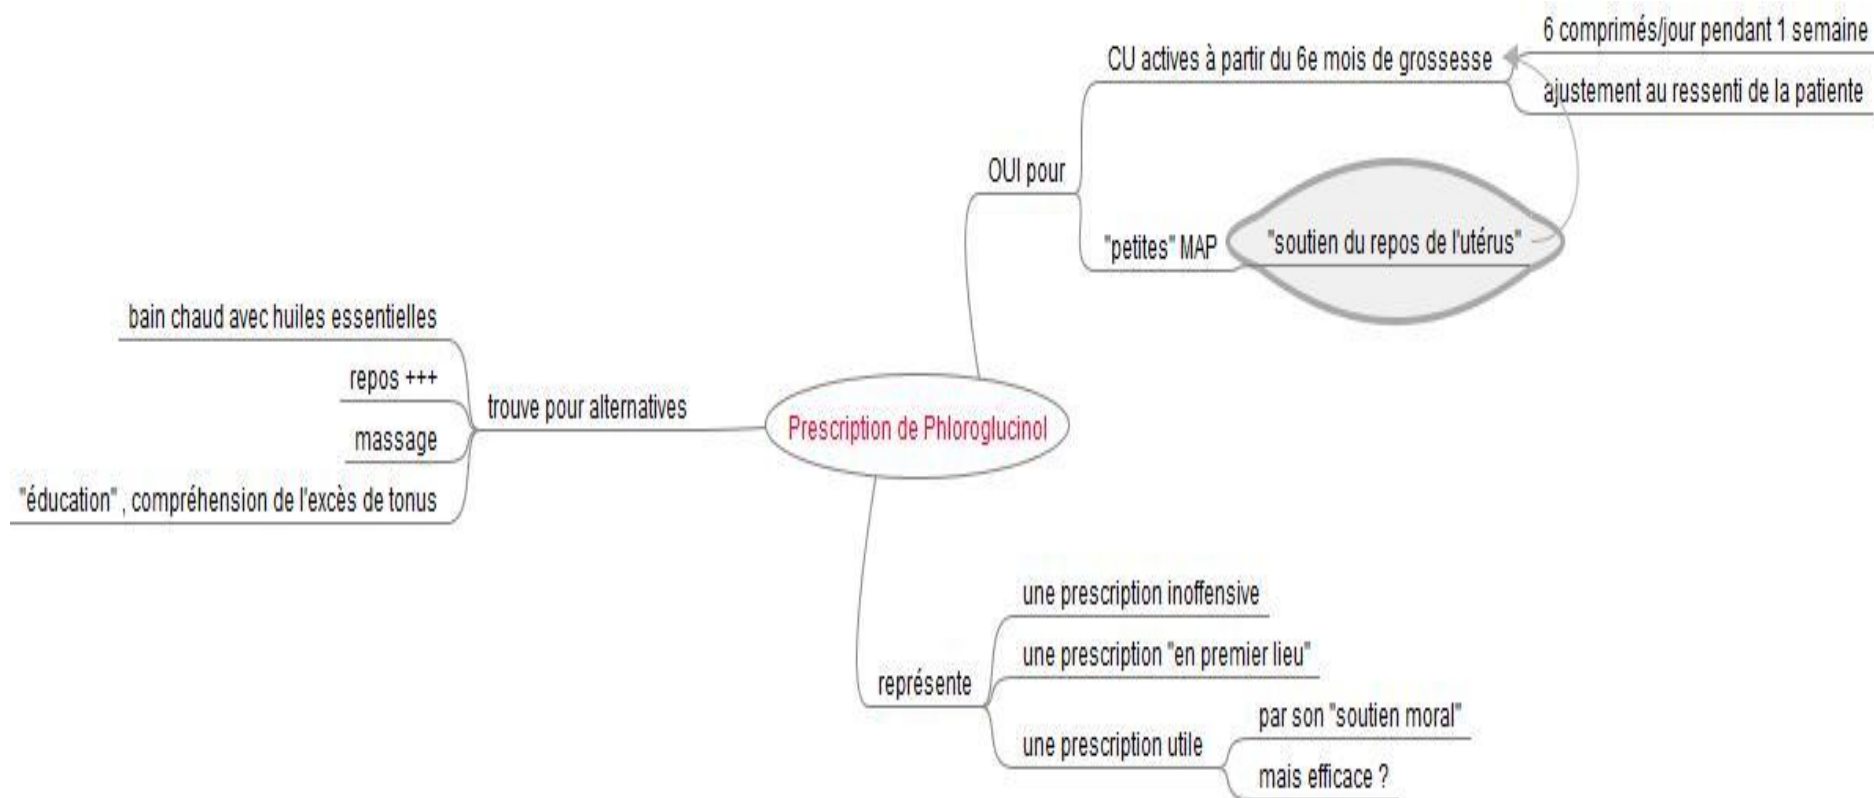 6 comprimés/jour pendant 1 semaine
CU actives à partir du 6e mois de grossesse
ajustement au ressenti de la patiente
OUI pour
"petites" MAP
"soutien du repos de l'utérus"
bain chaud avec huiles essentielles
repos +++
trouve pour alternatives
massage
"éducation" , compréhension de l'excès de tonus
Prescription de Phloroglucinol
une prescription inoffensive
une prescription "en premier lieu"
représente
une prescription utile
par son "soutien moral"
mais efficace ?